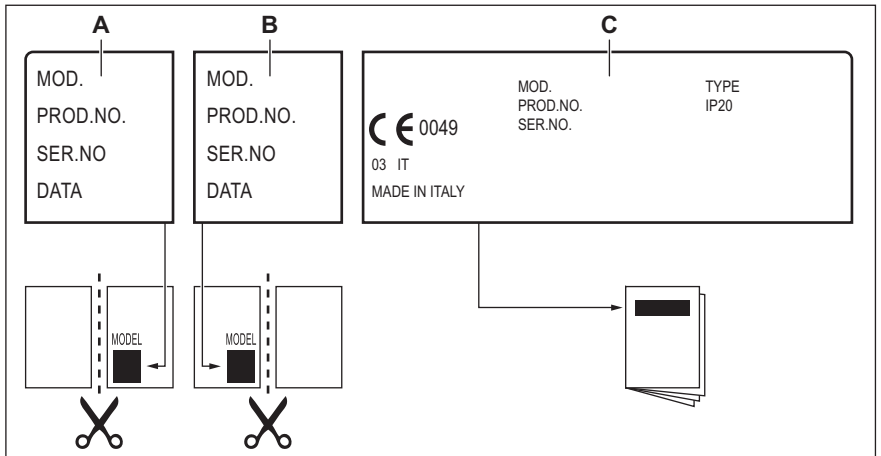 A
B
C
MOD.
PROD.NO.
SER.NO
DATA
MOD.
PROD.NO.
SER.NO
DATA
MOD.
PROD.NO.
SER.NO.
TYPE
IP20
CE 0049
03 IT
MADE IN ITALY
MODEL
MODEL